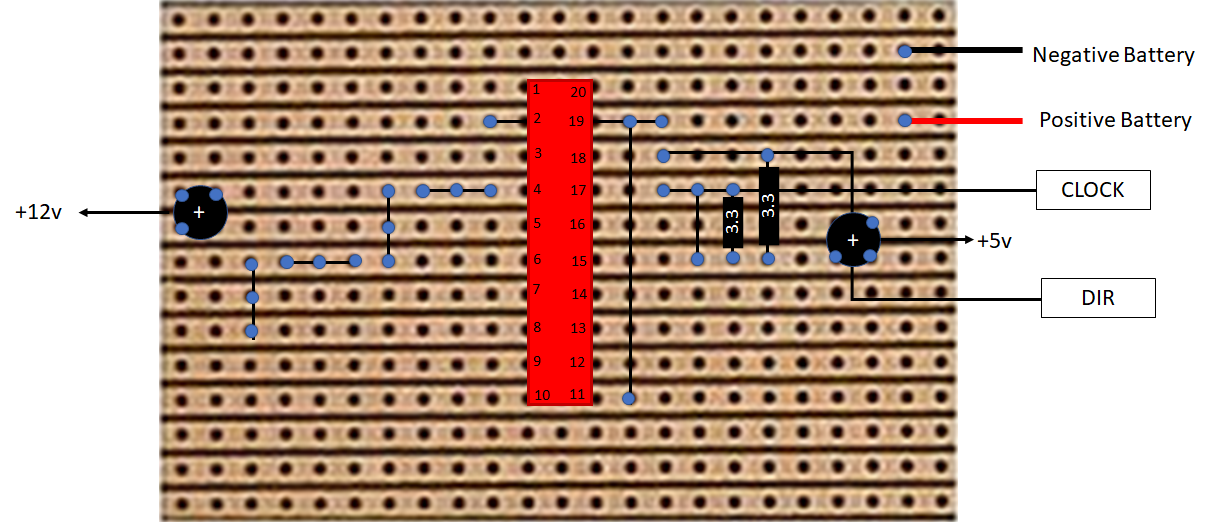 Negative Battery
1 20
2 19
Positive Battery
3 18
4 17
CLOCK
3.3
3.3
+12v
+
5 16
+
+5v
6 15
7 14
DIR
8 13
9 12
10 11